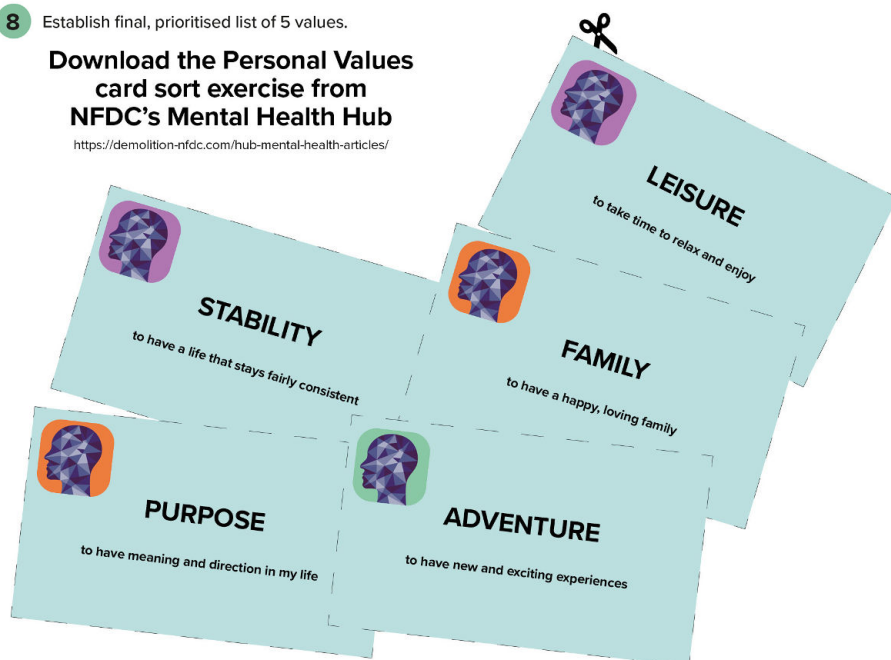 8 Establish final, prioritised list of 5 values.
Download the Personal Values
card sort exercise from
NFDC’s Mental Health Hub
https://demolition-nfdc.com/hub-mental-health-articles/
LEISURE
to take time to relax and enjoy
STABILITY
to have a life that stays fairly consistent
FAMILY
to have a happy, loving family
PURPOSE
to have meaning and direction in my life
ADVENTURE
to have new and exciting experiences